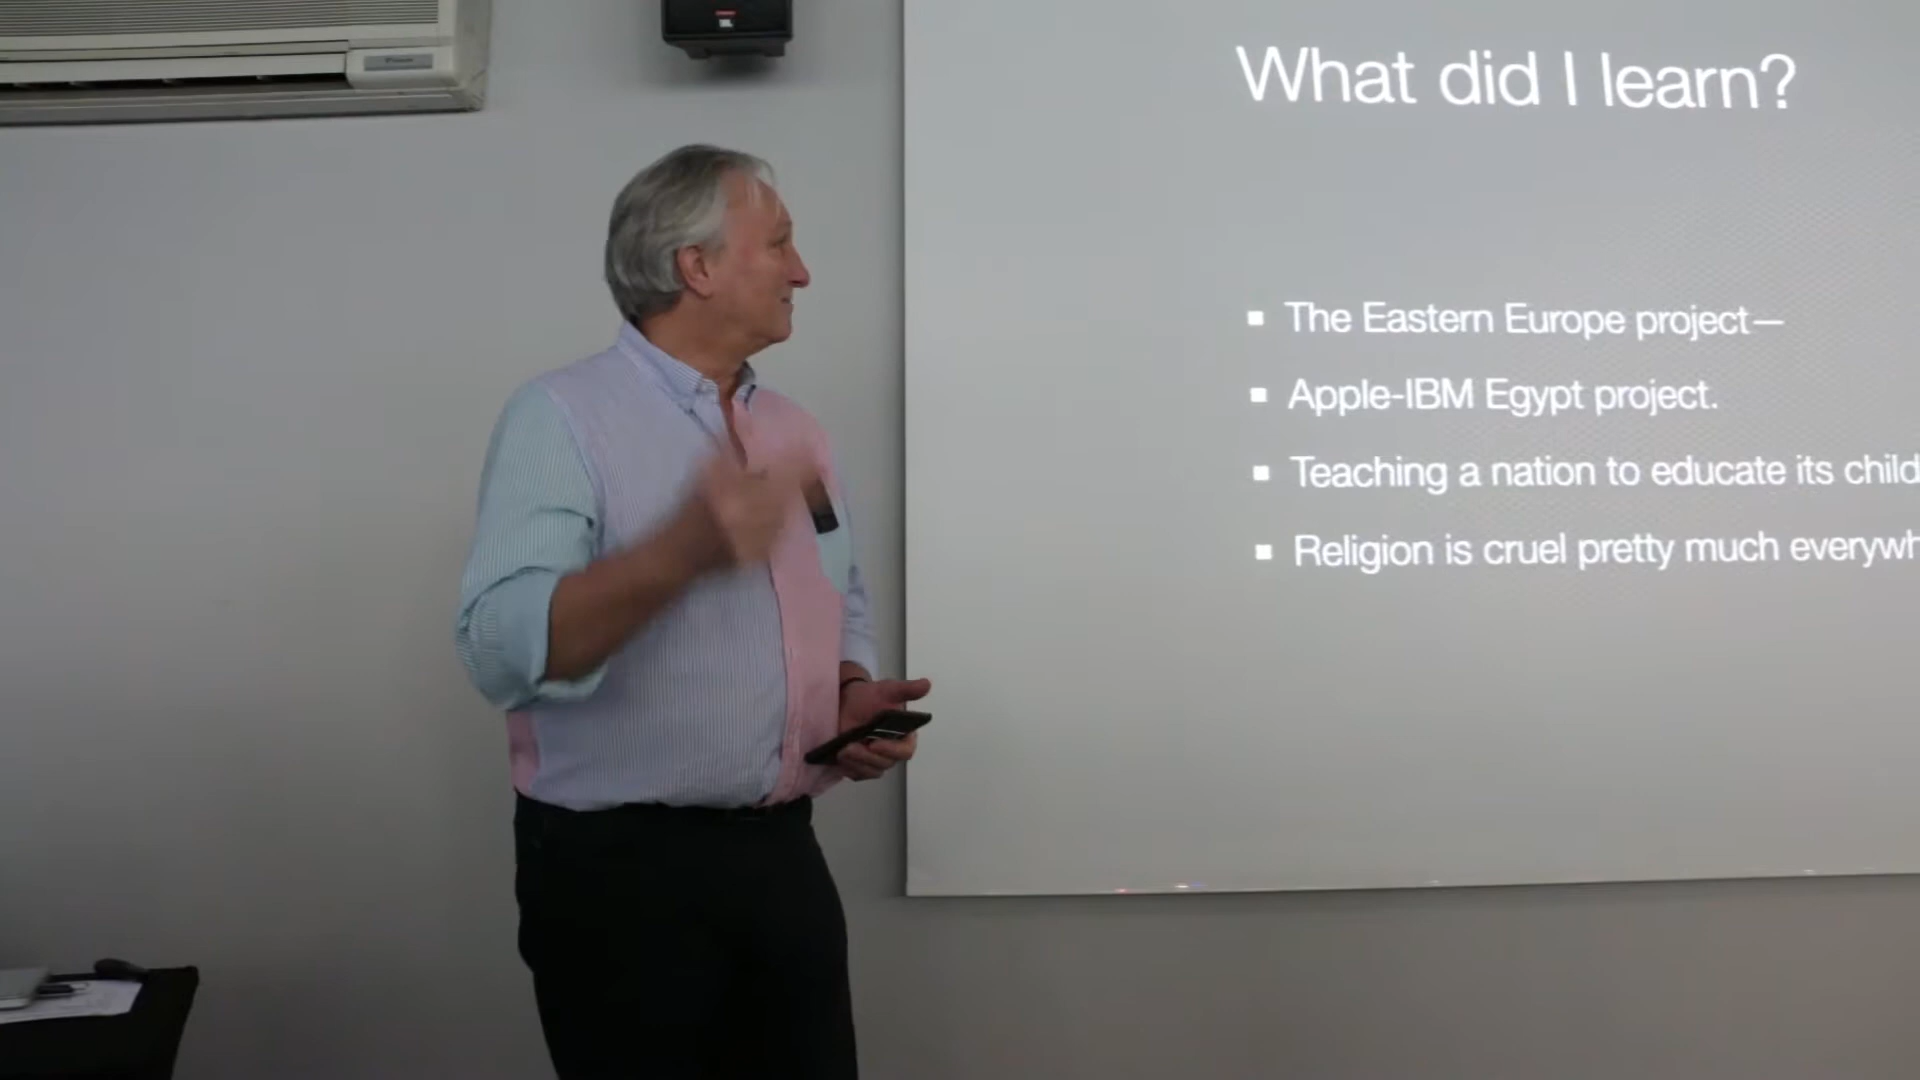 What did I learn?
The Eastern Europe project—
Apple-IBM Egypt project.
Teaching a nation to educate its child
Religion is cruel pretty much everywh